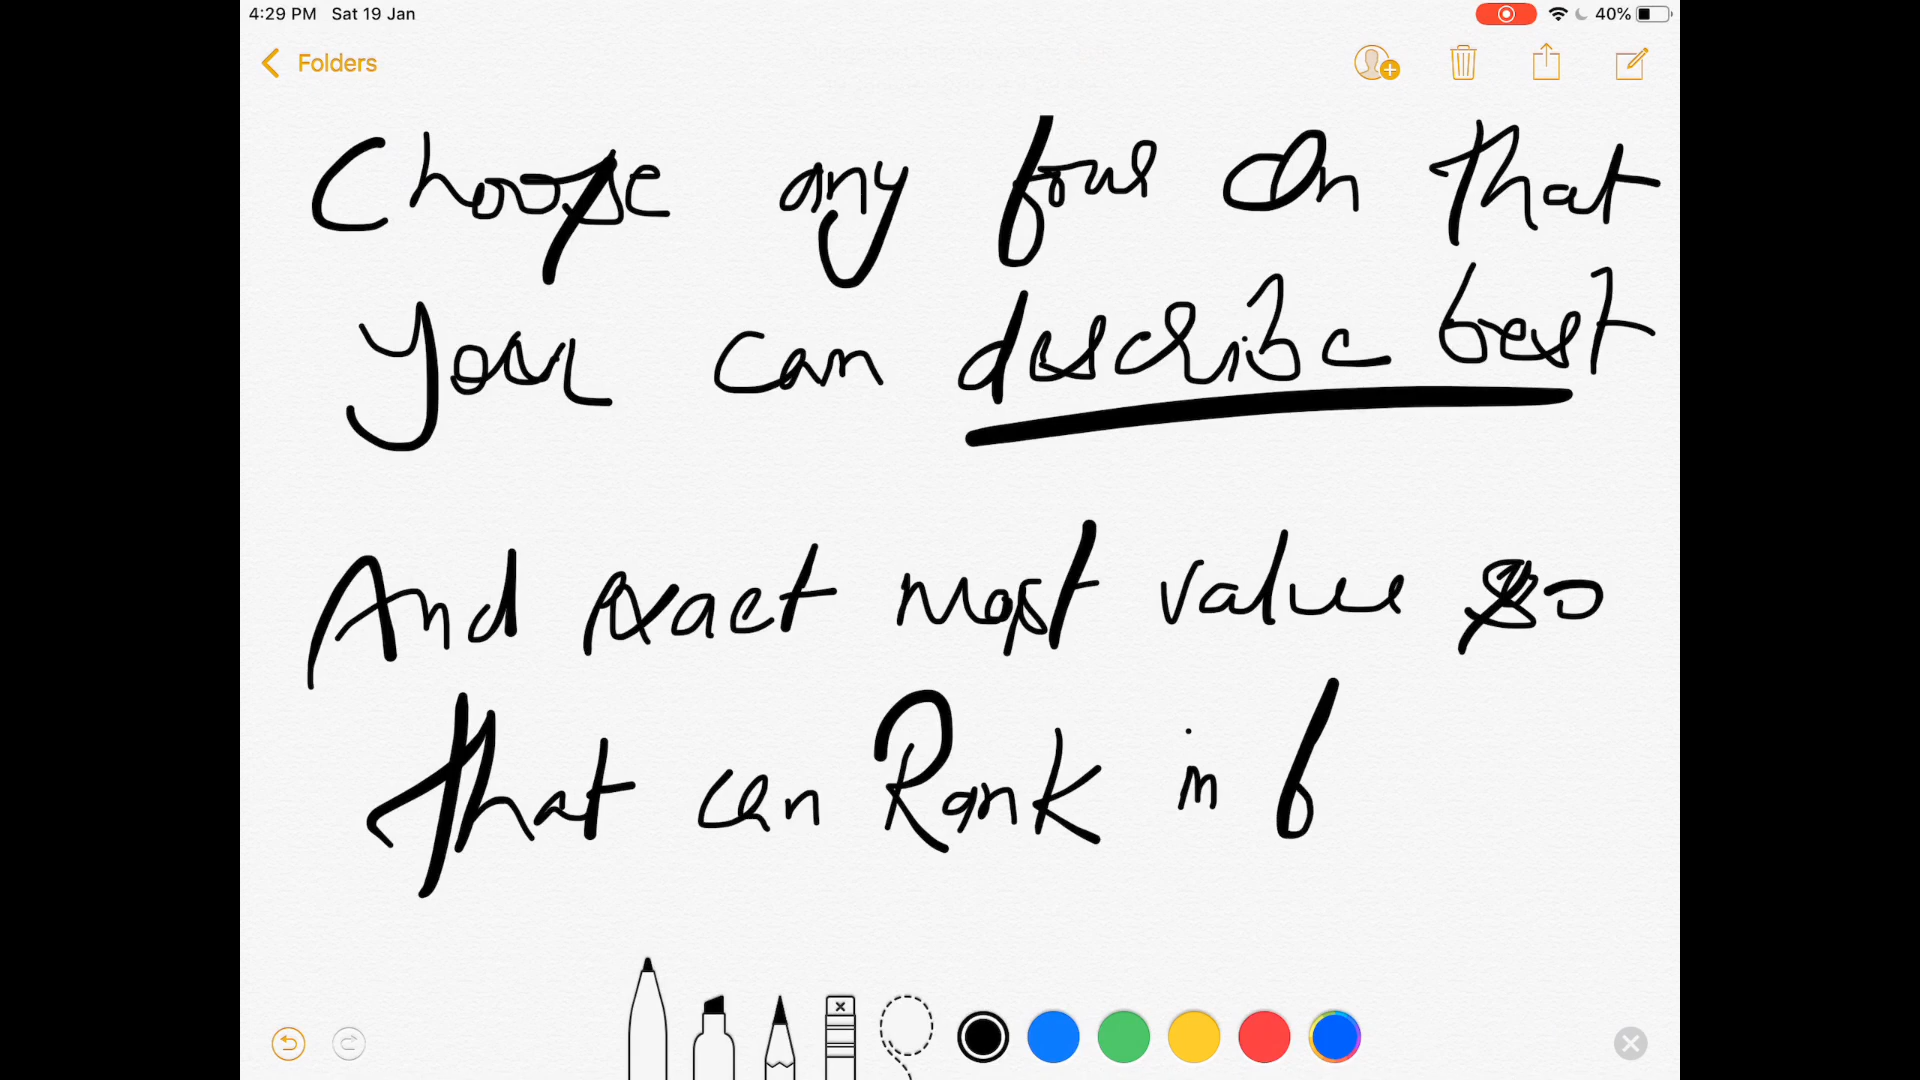 4:29 PM Sat 19 Jan 40%
Folders
Choose any four On that
your can describe best
And exact most value so
that can Rank in 6